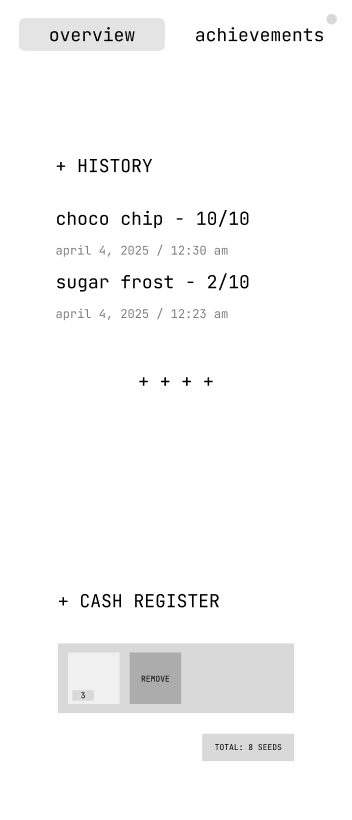 overview achievements
+ HISTORY
choco chip - 10/10
april 4, 2025 / 12:30 am
sugar frost - 2/10
april 4, 2025 / 12:23 am
+ + + +
+ CASH REGISTER
3 REMOVE
TOTAL: 8 SEEDS